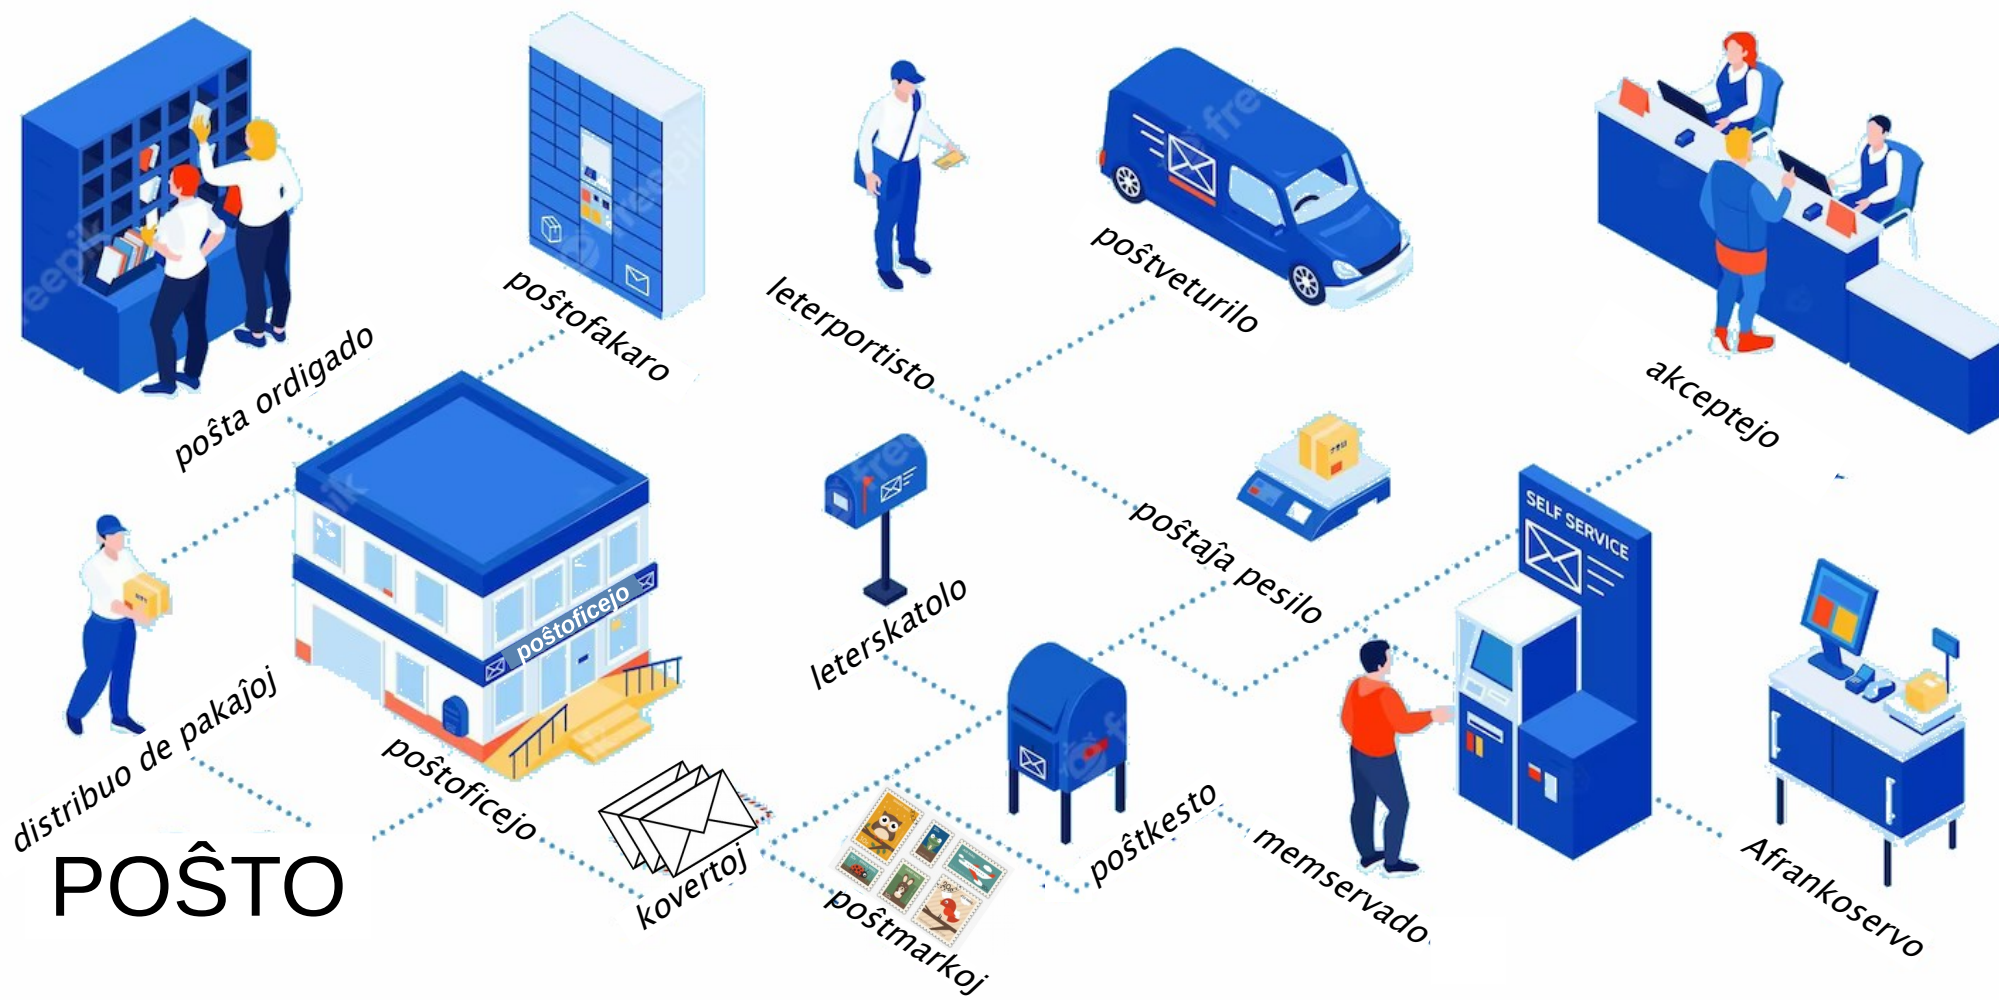 poŝta ordigado
poŝtofakaro
leterportisto
poŝtveturilo
akceptejo
distribuo de pakaĵoj
poŝtoficejo
poŝtoficejo
leterskatolo
poŝtaĵa pesilo
SELF SERVICE
kovertoj
poŝtmarkoj
poŝtkesto
memservado
Afrankoservo
POŜTO
freepik